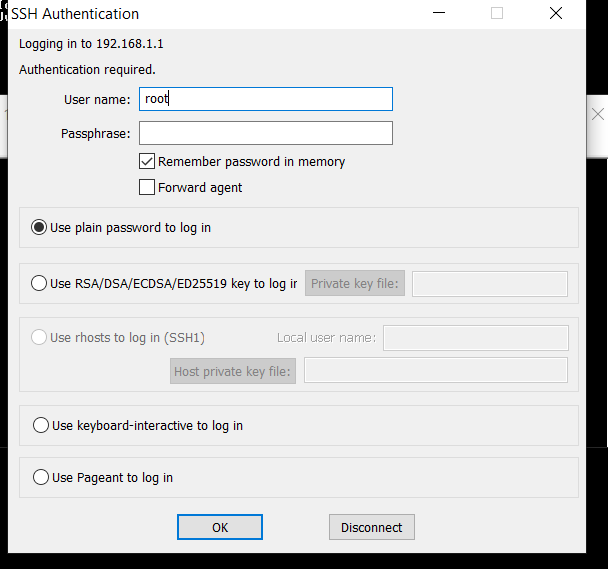 SSH Authentication
Logging in to 192.168.1.1
Authentication required.
User name: root
Passphrase:
Remember password in memory
Forward agent
Use plain password to log in
Use RSA/DSA/ECDSA/ED25519 key to log in Private key file:
Use rhosts to log in (SSH1) Local user name:
Host private key file:
Use keyboard-interactive to log in
Use Pageant to log in
OK Disconnect